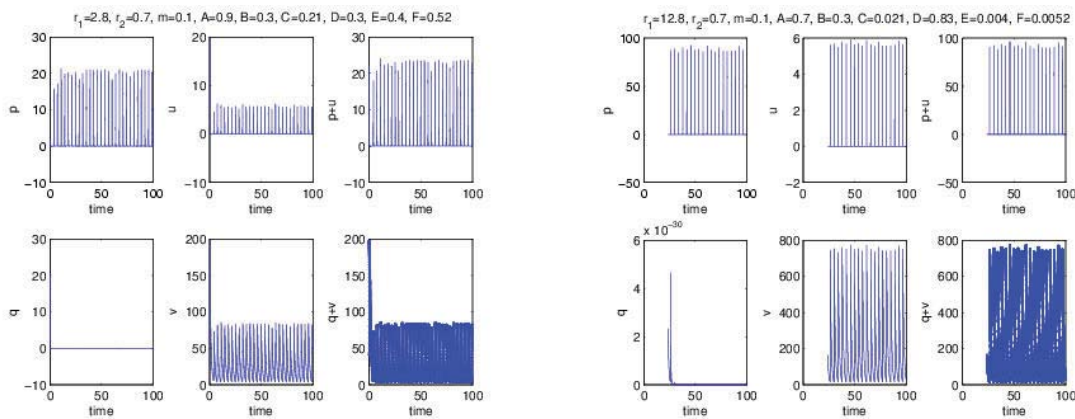 r₁=2.8, r₂=0.7, m=0.1, A=0.9, B=0.3, C=0.21, D=0.3, E=0.4, F=0.52
30
20
10
0
−10
p
0 50 100
time
20
10
0
−10
u
0 50 100
time
30
20
10
0
−10
p+u
0 50 100
time
30
20
10
0
−10
q
0 50 100
time
200
150
100
50
0
v
0 50 100
time
200
150
100
50
0
q+v
0 50 100
time
r₁=12.8, r₂=0.7, m=0.1, A=0.7, B=0.3, C=0.021, D=0.83, E=0.004, F=0.0052
100
50
0
−50
p
0 50 100
time
6
4
2
0
−2
u
0 50 100
time
100
50
0
−50
p+u
0 50 100
time
x 10⁻³⁰
6
4
2
0
q
0 50 100
time
800
600
400
200
0
v
0 50 100
time
800
600
400
200
0
q+v
0 50 100
time